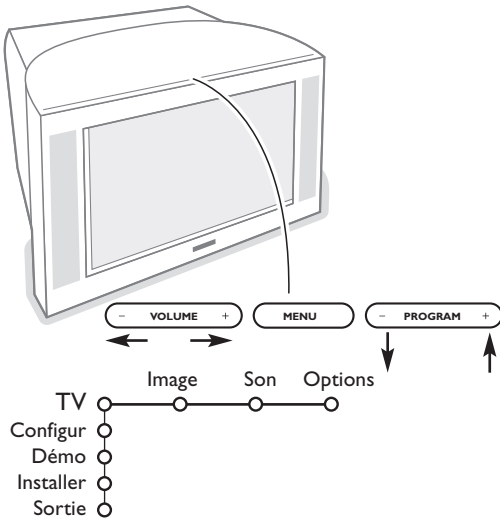 - VOLUME +
MENU
- PROGRAM +
Image Son Options
TV
Configur
Démo
Installer
Sortie